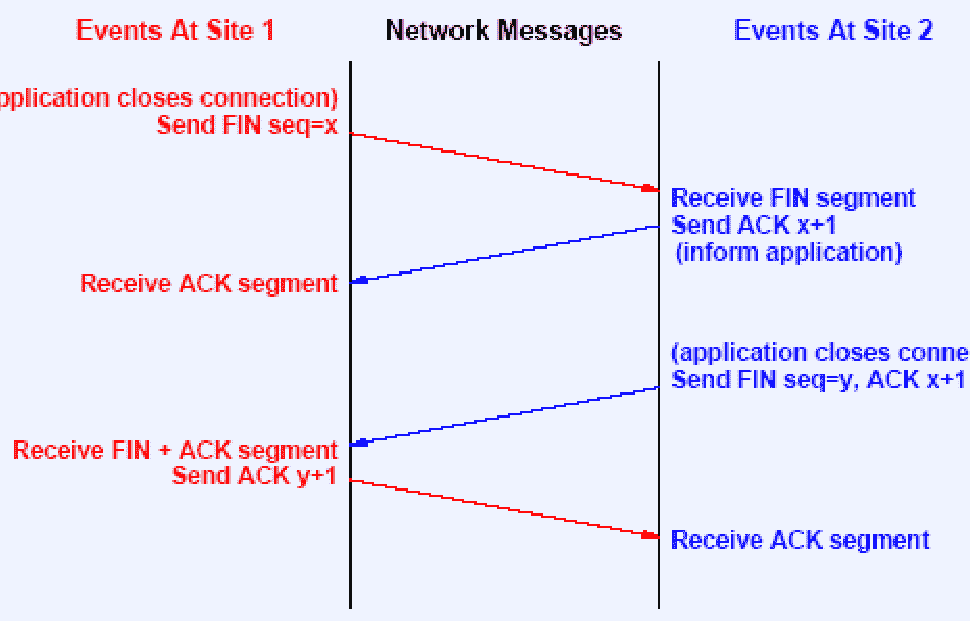 Events At Site 1
Network Messages
Events At Site 2
pplication closes connection)
Send FIN seq=x
Receive FIN segment
Send ACK x+1
(inform application)
Receive ACK segment
(application closes conne
Send FIN seq=y, ACK x+1
Receive FIN + ACK segment
Send ACK y+1
Receive ACK segment